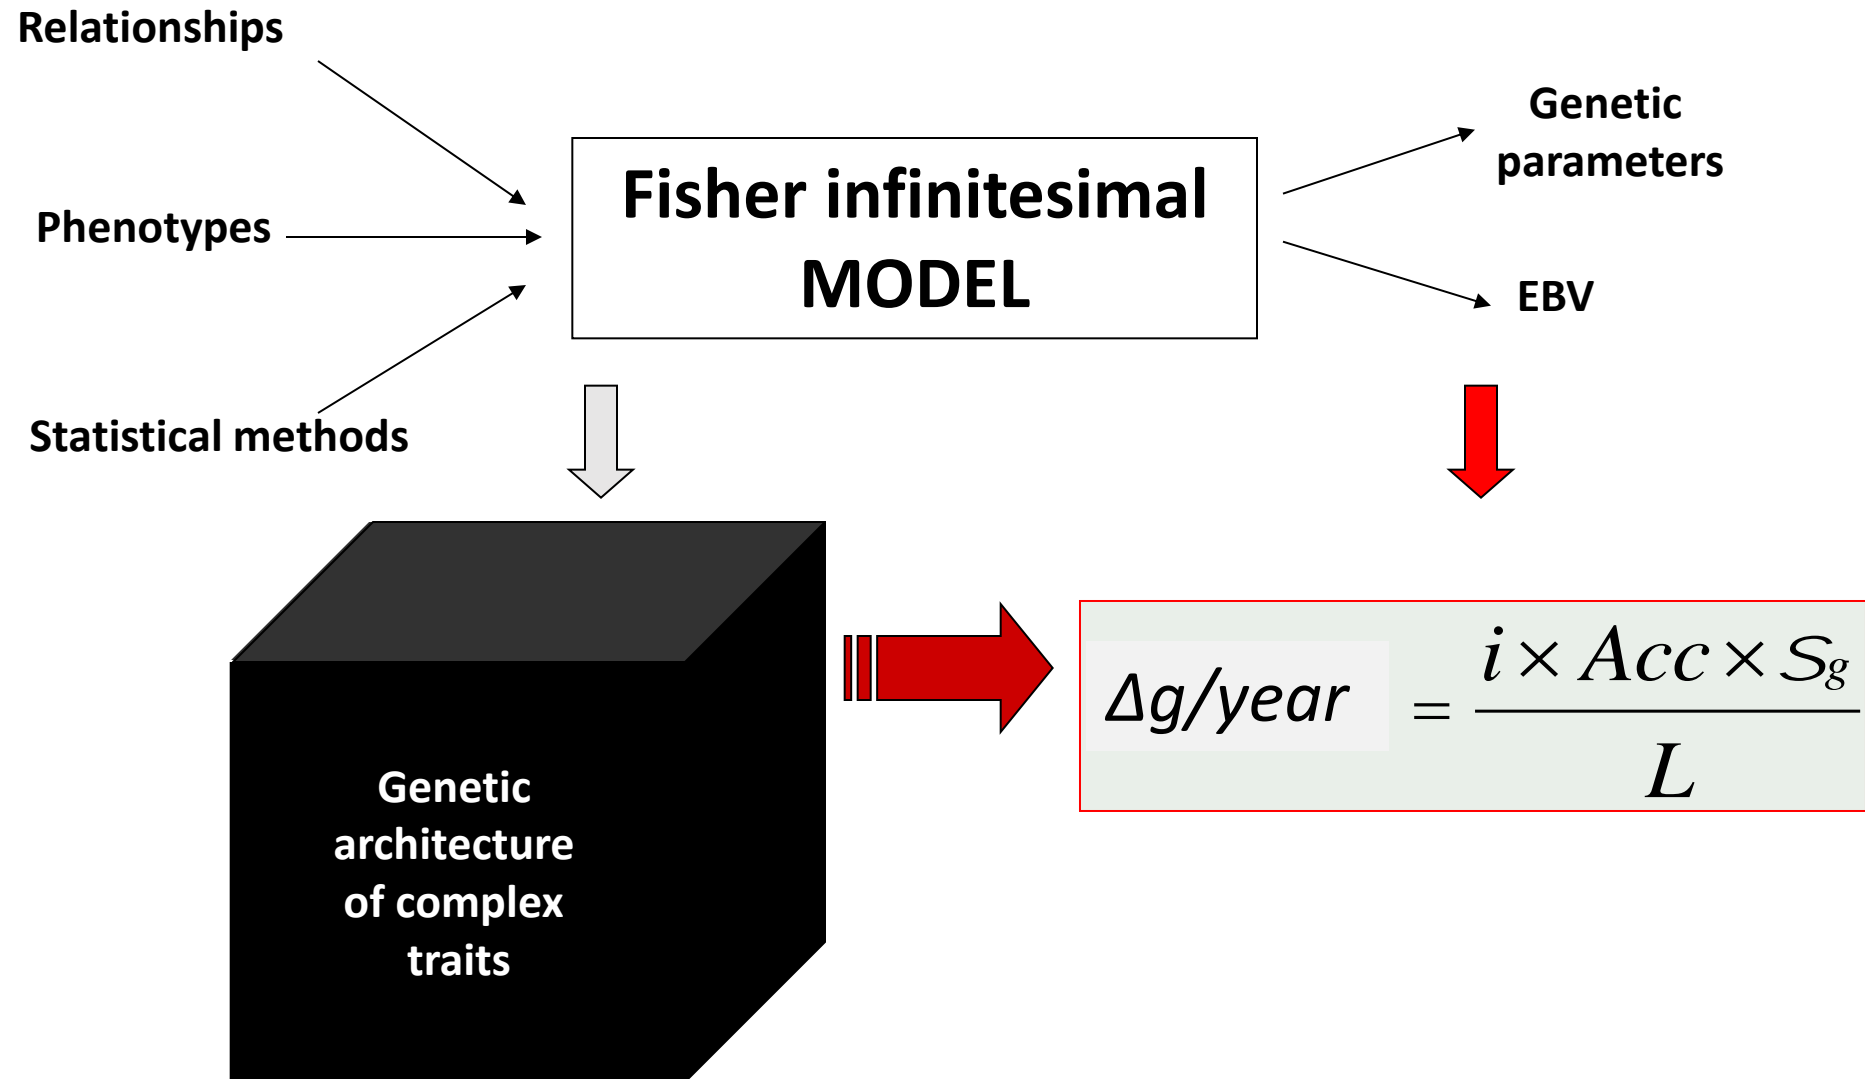 Relationships
Phenotypes
Statistical methods
Fisher infinitesimal
MODEL
Genetic
parameters
EBV
Genetic
architecture
of complex
traits
Δg/year = i × Acc × Sg
L